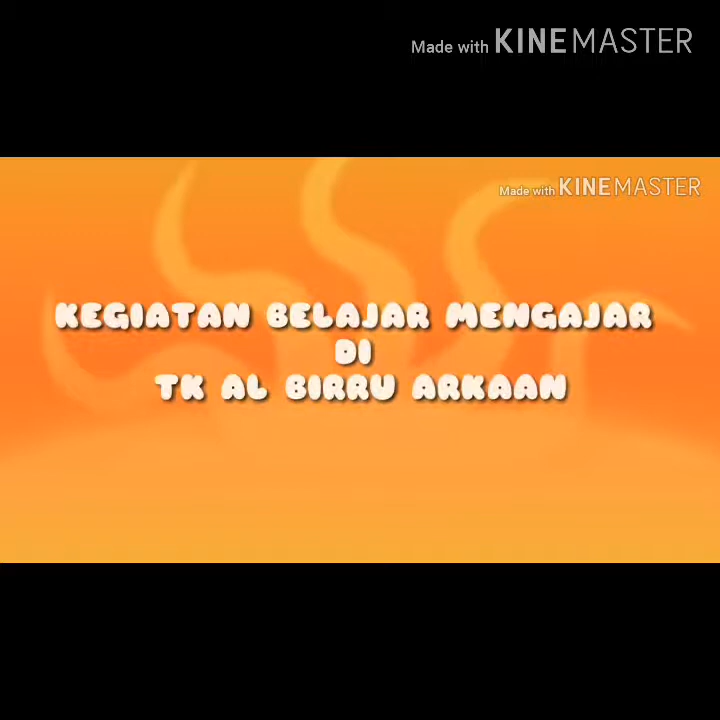 Made with KINEMASTER
Made with KINEMASTER
KEGIATAN BELAJAR MENGAJAR
DI
TK AL BIRRU ARKAAN